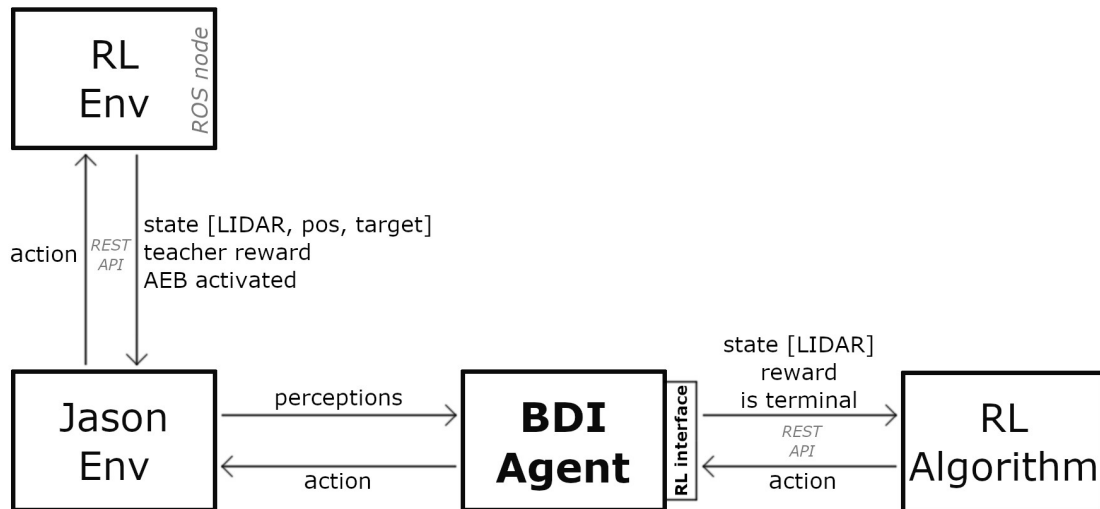 RL
Env
ROS node
action
REST
API
state [LIDAR, pos, target]
teacher reward
AEB activated
Jason
Env
perceptions
action
BDI
Agent
RL interface
state [LIDAR]
reward
is terminal
REST
API
action
RL
Algorithm